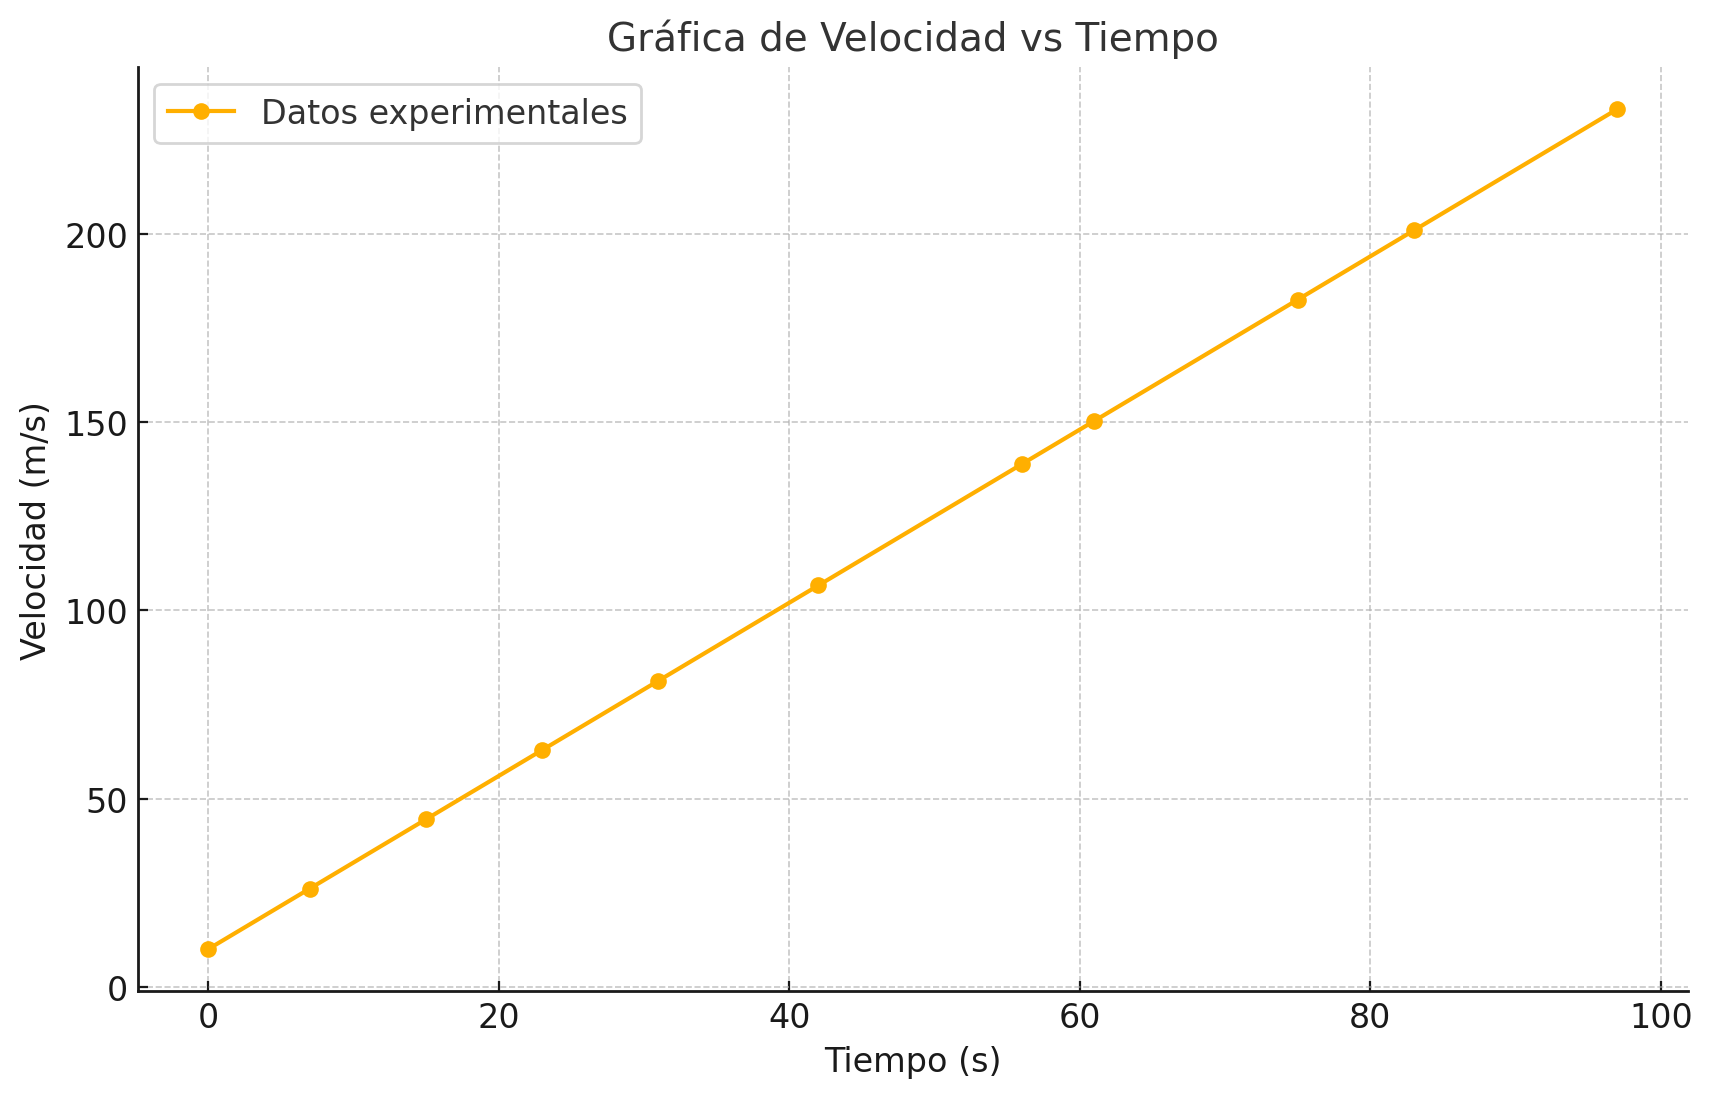 Gráfica de Velocidad vs Tiempo
Datos experimentales
Velocidad (m/s)
200
150
100
50
0
0 20 40 60 80 100
Tiempo (s)